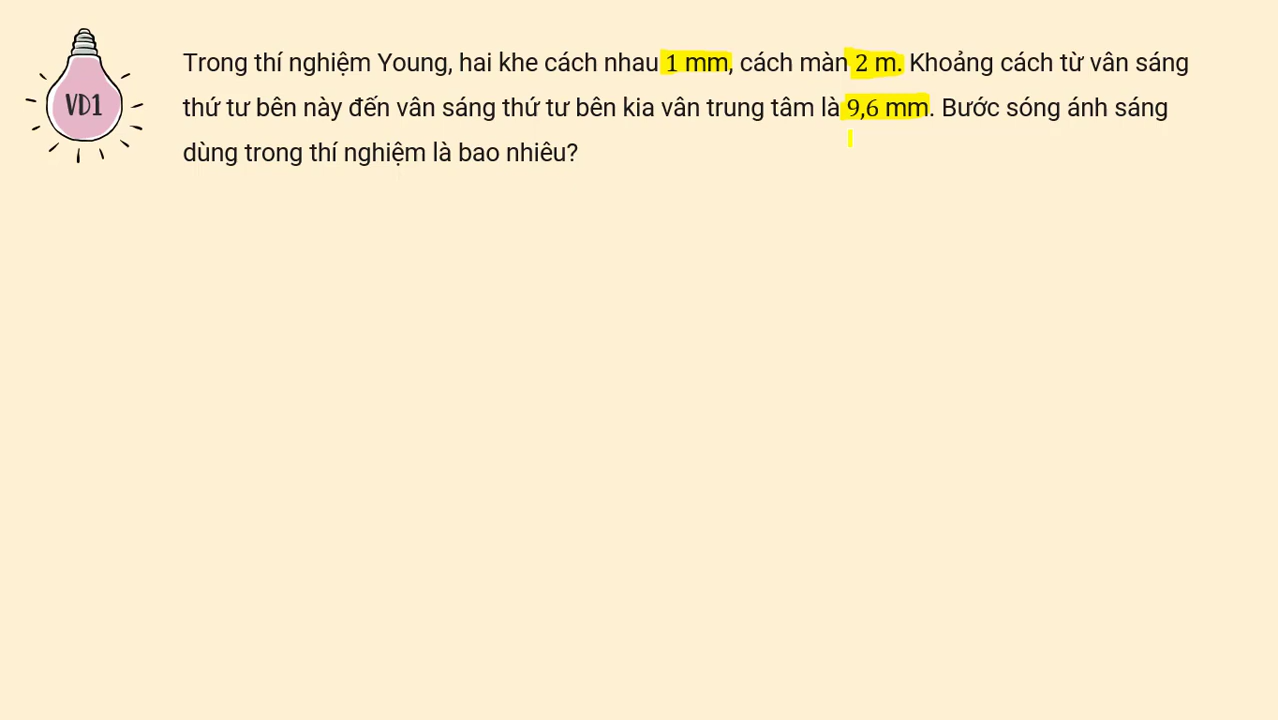 VD1
Trong thí nghiệm Young, hai khe cách nhau 1 mm, cách màn 2 m. Khoảng cách từ vân sáng
thứ tư bên này đến vân sáng thứ tư bên kia vân trung tâm là 9,6 mm. Bước sóng ánh sáng
dùng trong thí nghiệm là bao nhiêu?